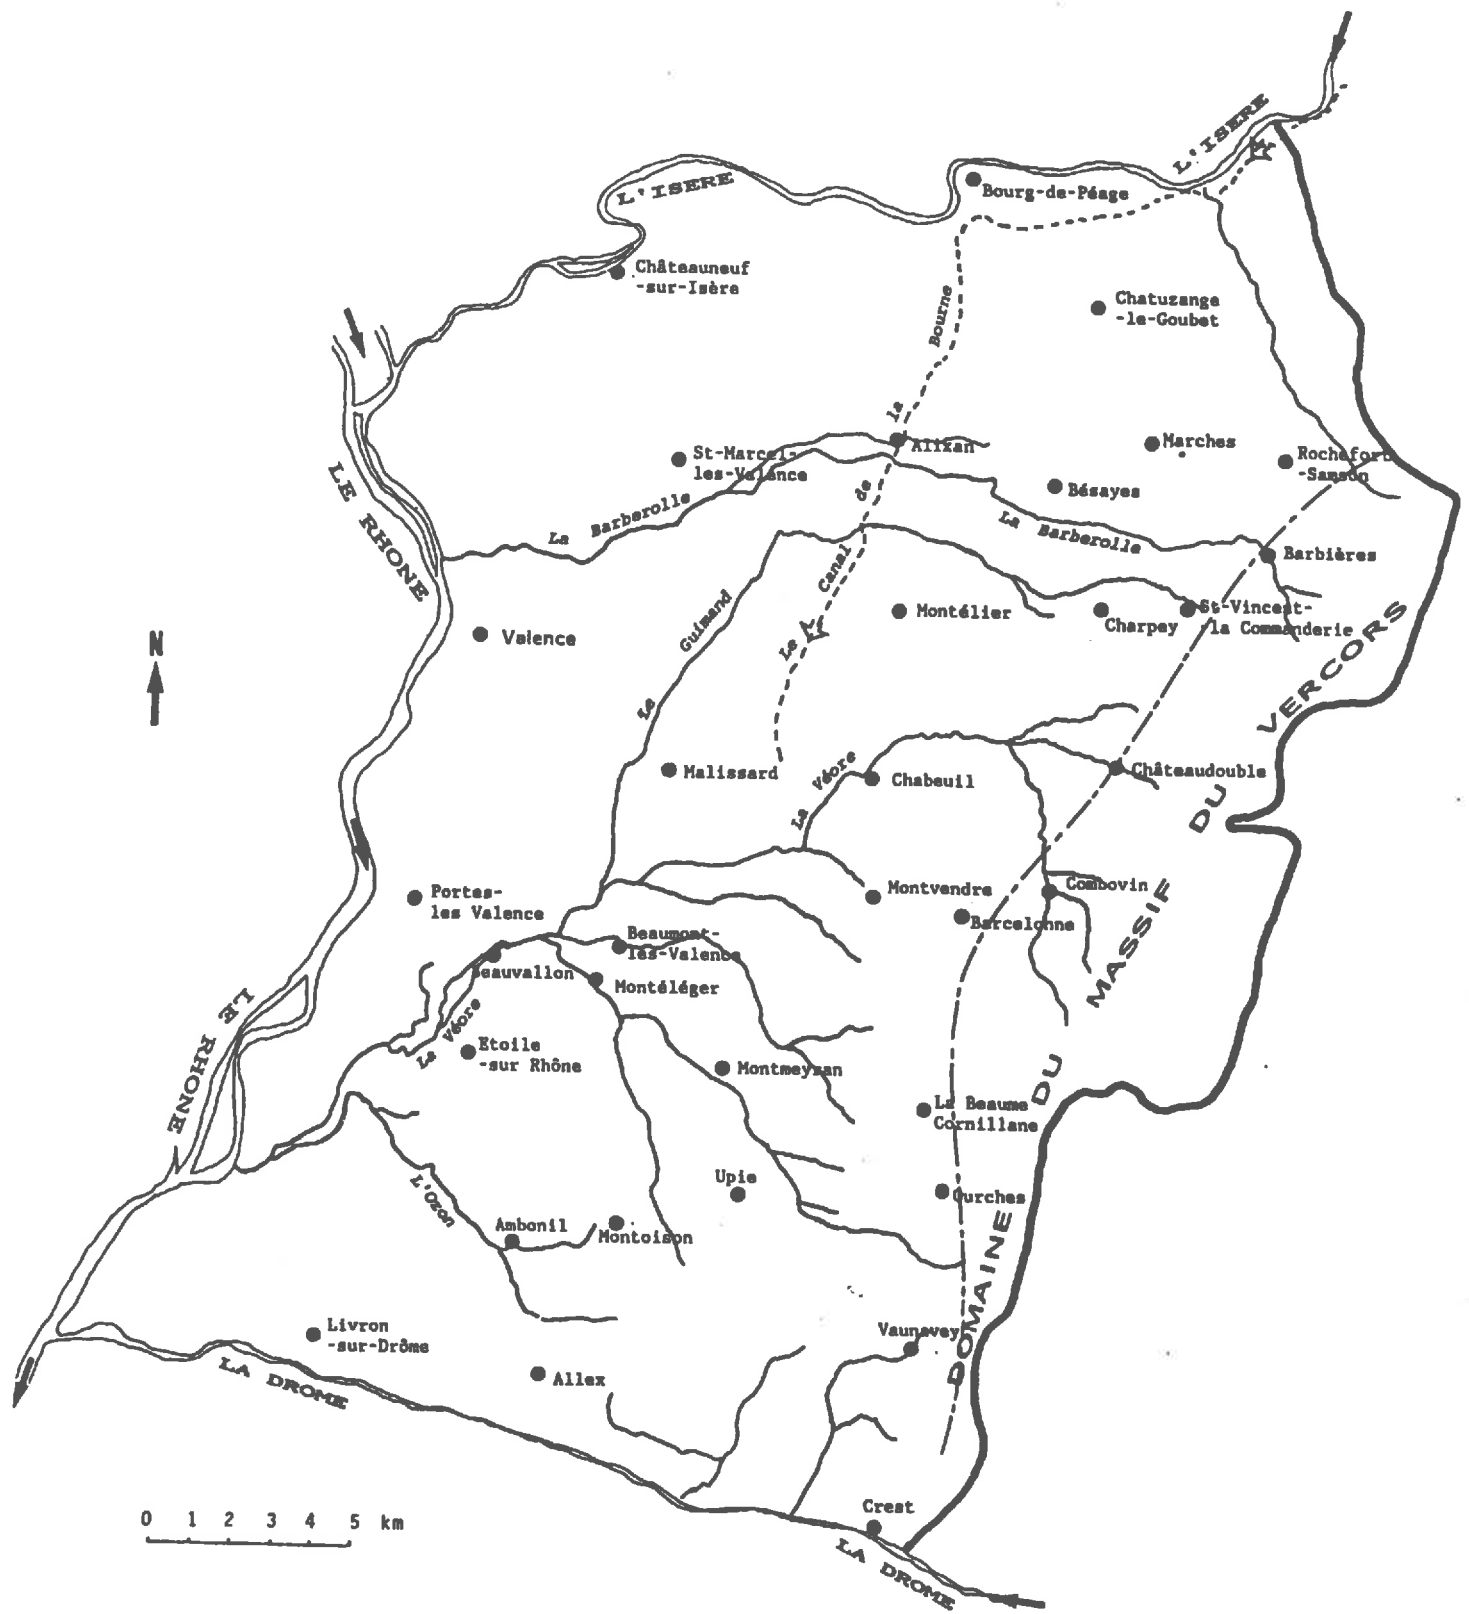 L'ISERE
L'ISERE
Bourg-de-Péage
Châteauneuf
-sur-Isère
Chatuzange
-le-Goubet
Le Canal de la Bourne
Alixan
Marches
St-Marcel-
les-Valence
Rochefort
-Samson
Bésayes
LE RHONE
La Barberolle
La Barberolle
Barbières
N
Valence
Le Guimand
Montélier
Charpey
St-Vincent-
la Commanderie
DOMAINE DU MASSIF DU VERCORS
Malissard
La Véore
Chabeuil
Châteaudouble
Portes-
les Valence
Montvendre
Combovin
Barcelonne
Beaumont-
lès-Valence
Beauvallon
Montéléger
LE RHONE
La Véore
Etoile
-sur Rhône
Montmeyran
La Beaume
Cornillane
Upie
Ourches
L'Ozon
Ambonil
Montoison
Livron
-sur-Drôme
Vaunavey
LA DROME
Allex
Crest
0 1 2 3 4 5 km
LA DROME